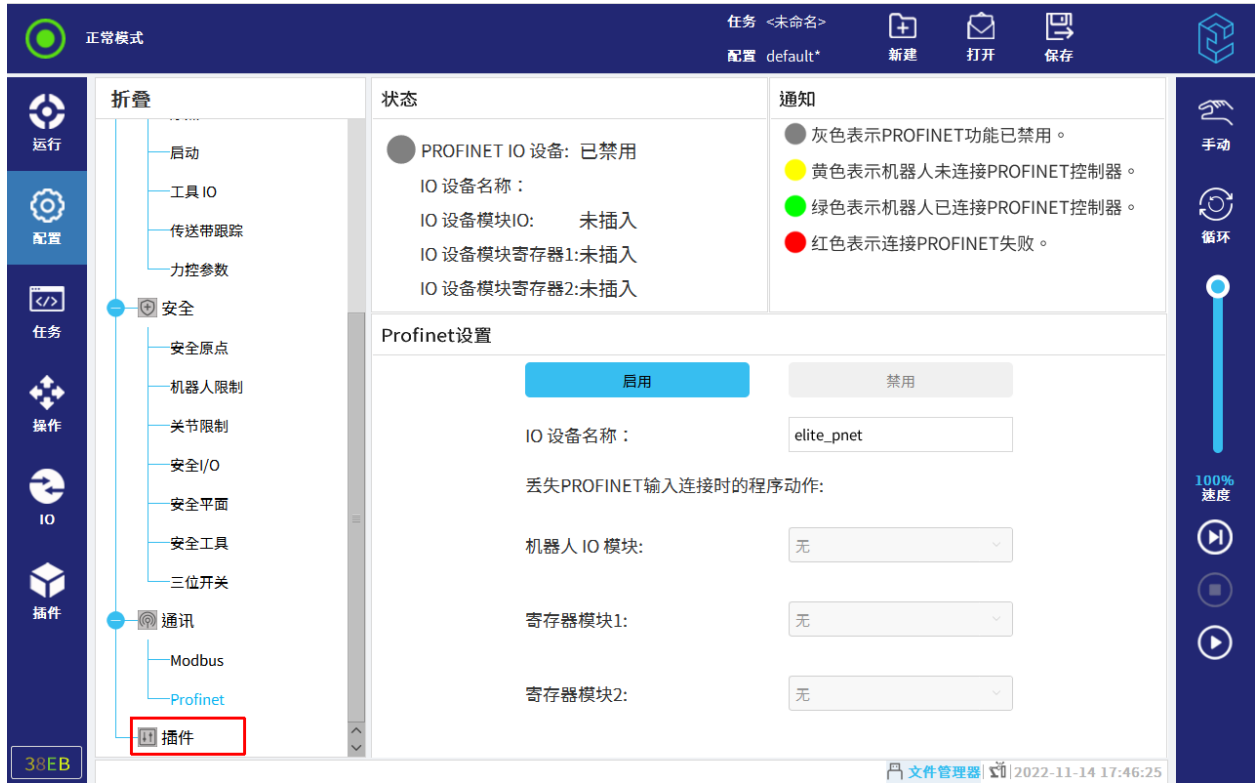 正常模式
任务 <未命名>
配置 default*
新建
打开
保存
运行
配置
任务
操作
IO
插件
38EB
折叠
启动
工具 IO
传送带跟踪
力控参数
安全
安全原点
机器人限制
关节限制
安全I/O
安全平面
安全工具
三位开关
通讯
Modbus
Profinet
插件
状态
PROFINET IO 设备: 已禁用
IO 设备名称：
IO 设备模块IO: 未插入
IO 设备模块寄存器1:未插入
IO 设备模块寄存器2:未插入
通知
灰色表示PROFINET功能已禁用。
黄色表示机器人未连接PROFINET控制器。
绿色表示机器人已连接PROFINET控制器。
红色表示连接PROFINET失败。
Profinet设置
启用
禁用
IO 设备名称：
elite_pnet
丢失PROFINET输入连接时的程序动作:
机器人 IO 模块:
无
寄存器模块1:
无
寄存器模块2:
无
手动
循环
100%
速度
文件管理器
2022-11-14 17:46:25